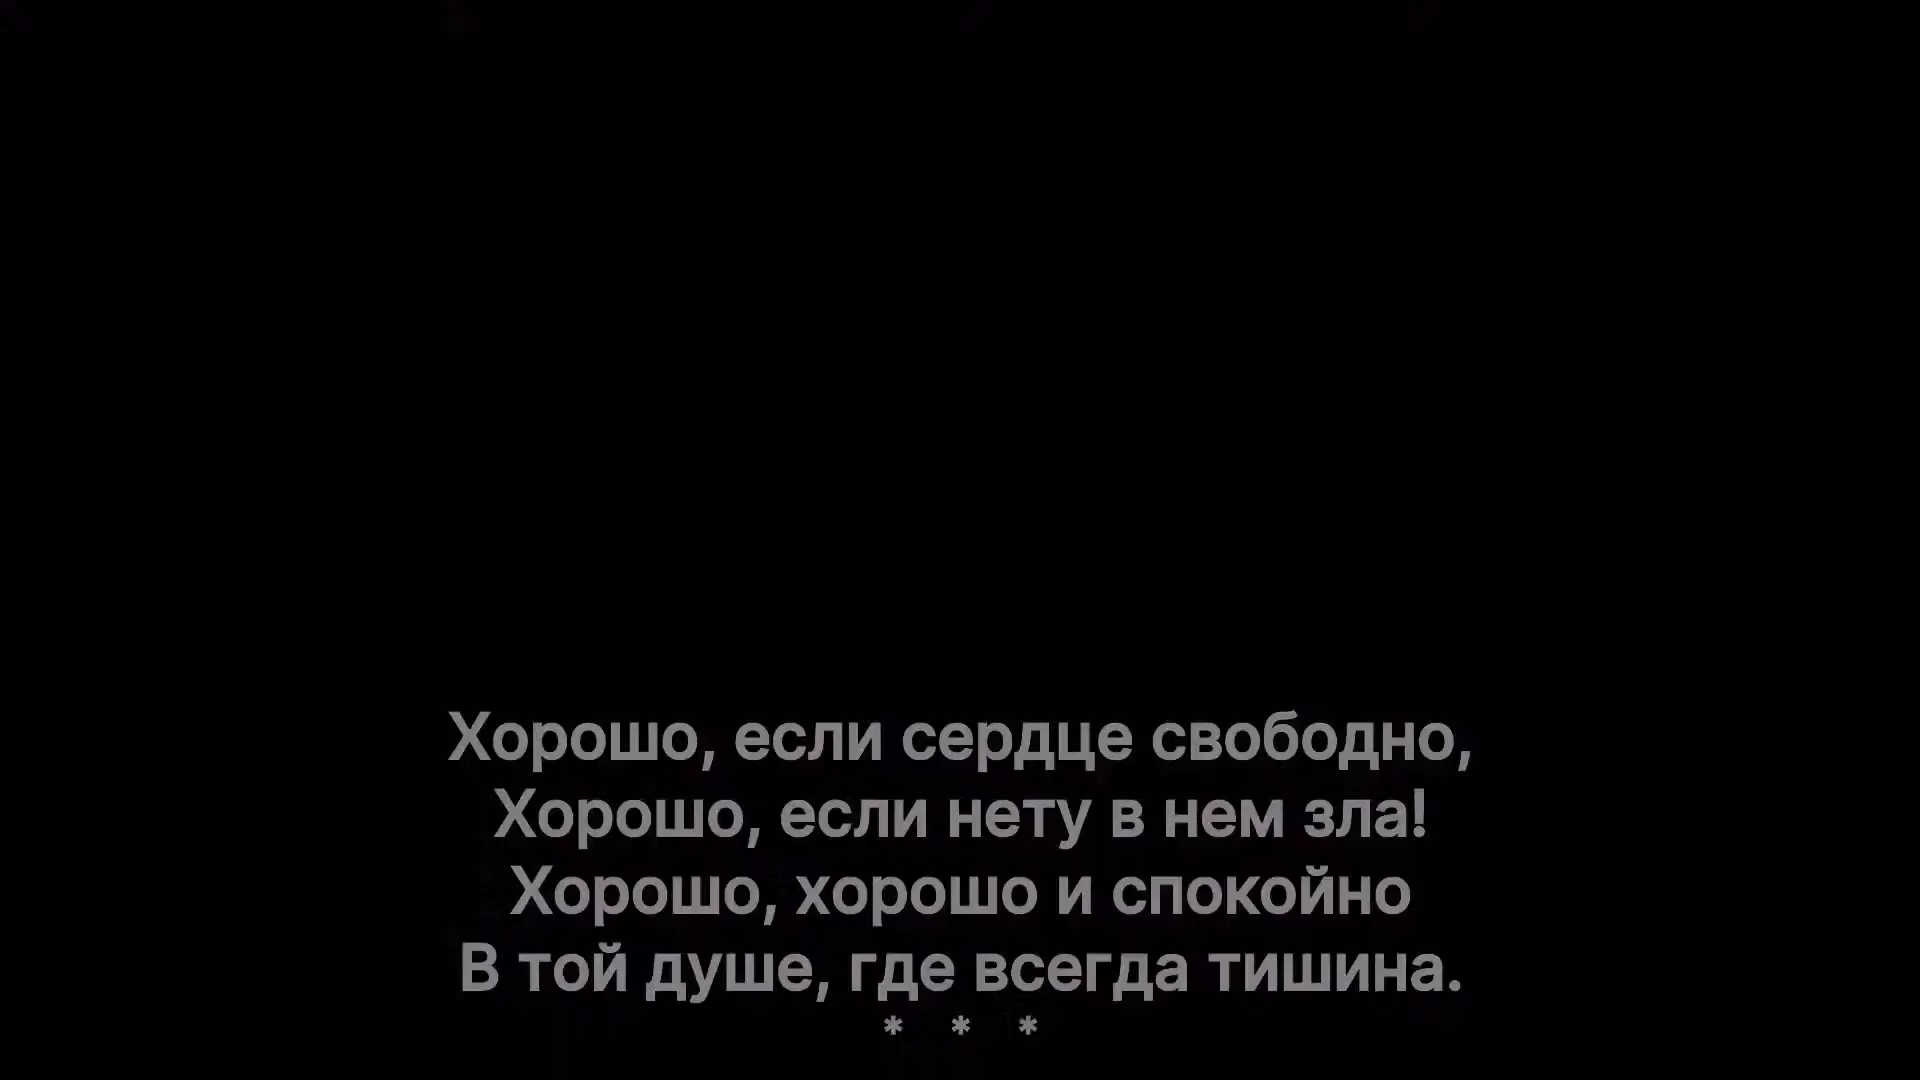 Хорошо, если сердце свободно,
Хорошо, если нету в нем зла!
Хорошо, хорошо и спокойно
В той душе, где всегда тишина.
* * *